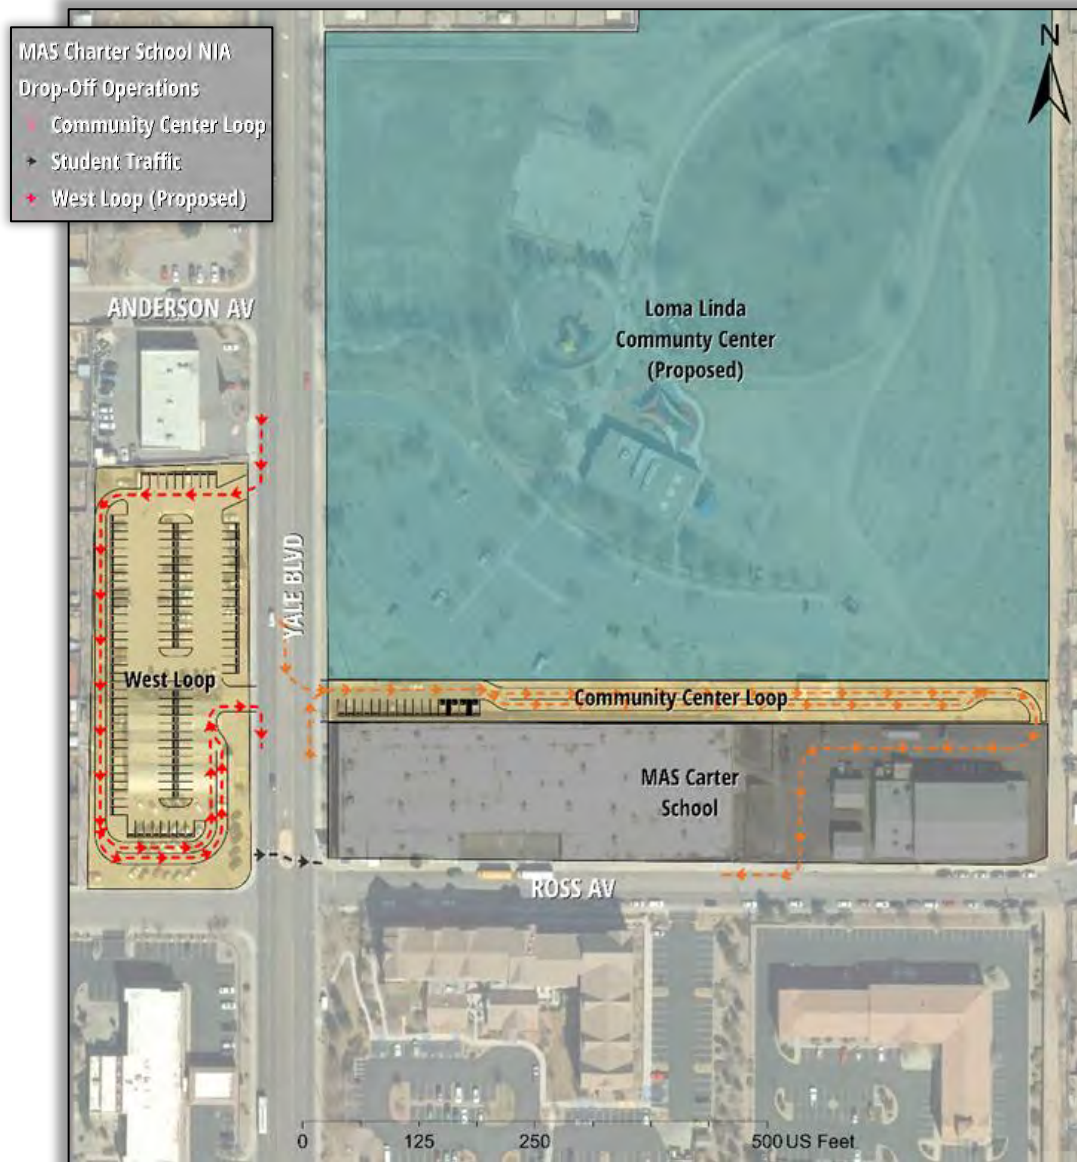 MAS Charter School NIA
Drop-Off Operations
Community Center Loop
Student Traffic
West Loop (Proposed)
N
ANDERSON AV
Loma Linda
Communty Center
(Proposed)
YALE BLVD
West Loop
Community Center Loop
MAS Carter
School
ROSS AV
0 125 250 500 US Feet